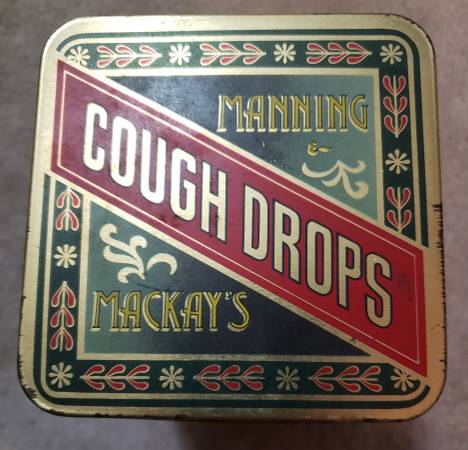 MANNING
&
COUGH DROPS
MACKAY'S